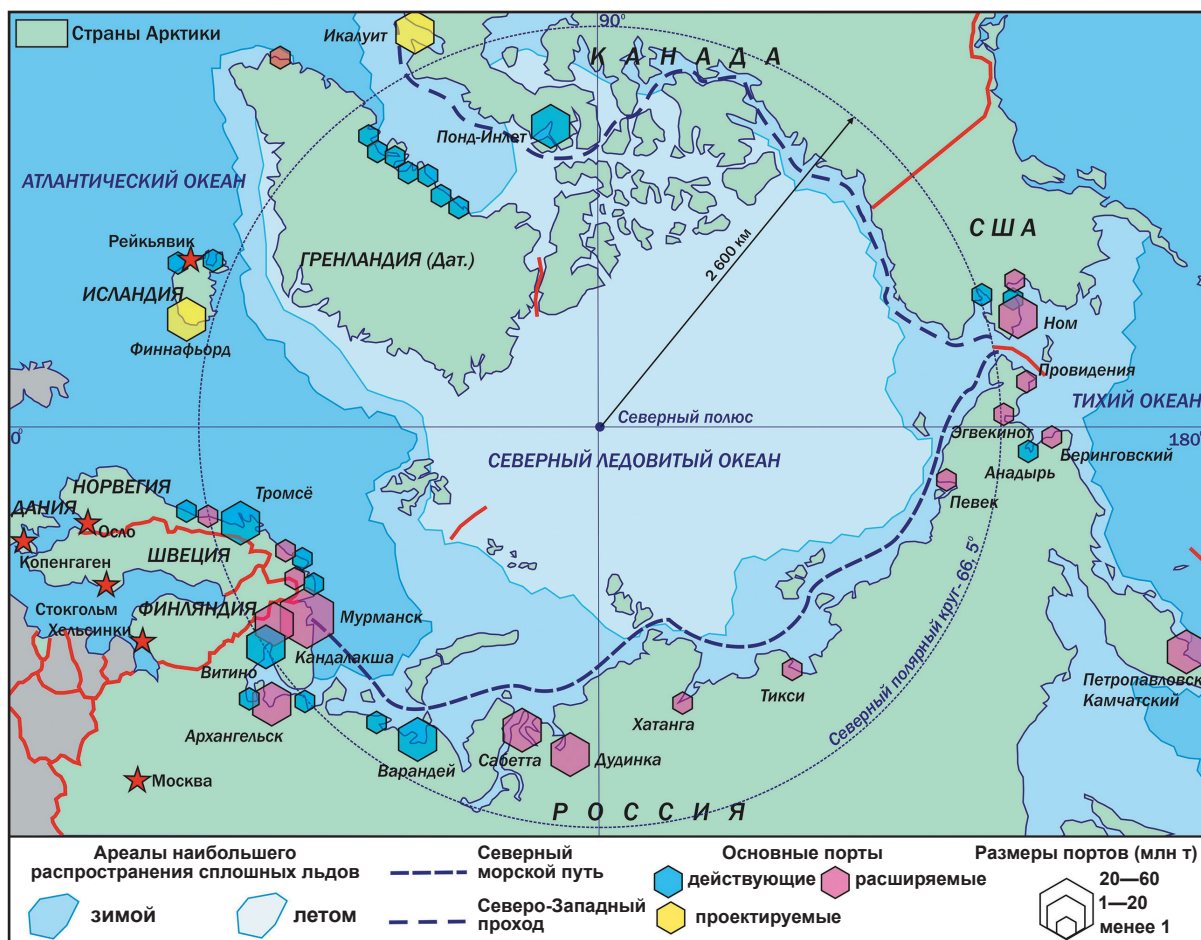 Страны Арктики
90°
Икалуит
КАНАДА
Понд-Инлет
АТЛАНТИЧЕСКИЙ ОКЕАН
2 600 км
США
Рейкьявик
ГРЕНЛАНДИЯ (Дат.)
ИСЛАНДИЯ
Ном
Финнафьорд
Провидения
ТИХИЙ ОКЕАН
Северный полюс
0°
180°
Эгвекинот
СЕВЕРНЫЙ ЛЕДОВИТЫЙ ОКЕАН
Беринговский
Анадырь
НОРВЕГИЯ
Тромсё
Певек
ДАНИЯ
Осло
ШВЕЦИЯ
Копенгаген
Северный полярный круг- 66, 5°
Стокгольм
ФИНЛЯНДИЯ
Мурманск
Хельсинки
Кандалакша
Витино
Петропавловск
Камчатский
Тикси
Хатанга
Архангельск
Варандей
Сабетта
Дудинка
Москва
РОССИЯ
Ареалы наибольшего
распространения сплошных льдов
зимой
летом
Северный
морской путь
Северо-Западный
проход
Основные порты
действующие
расширяемые
проектируемые
Размеры портов (млн т)
20—60
1—20
менее 1